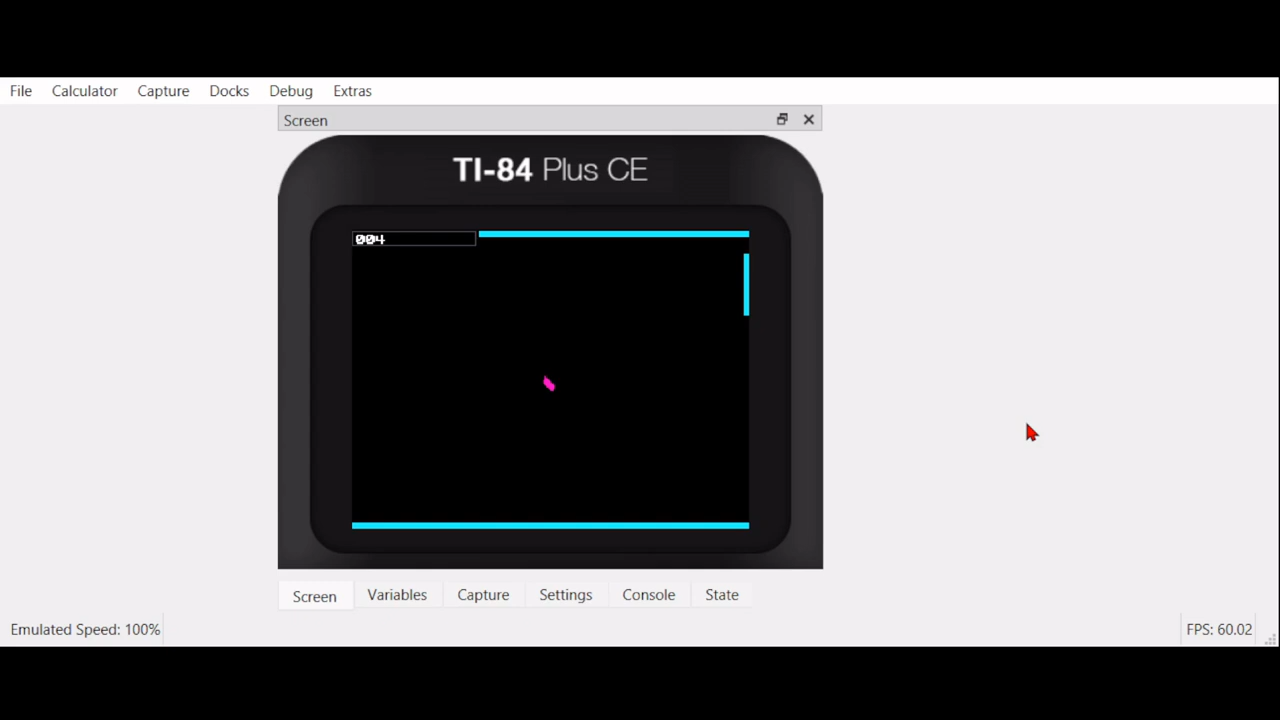 File Calculator Capture Docks Debug Extras
Screen
TI-84 Plus CE
004
Screen Variables Capture Settings Console State
Emulated Speed: 100% FPS: 60.02